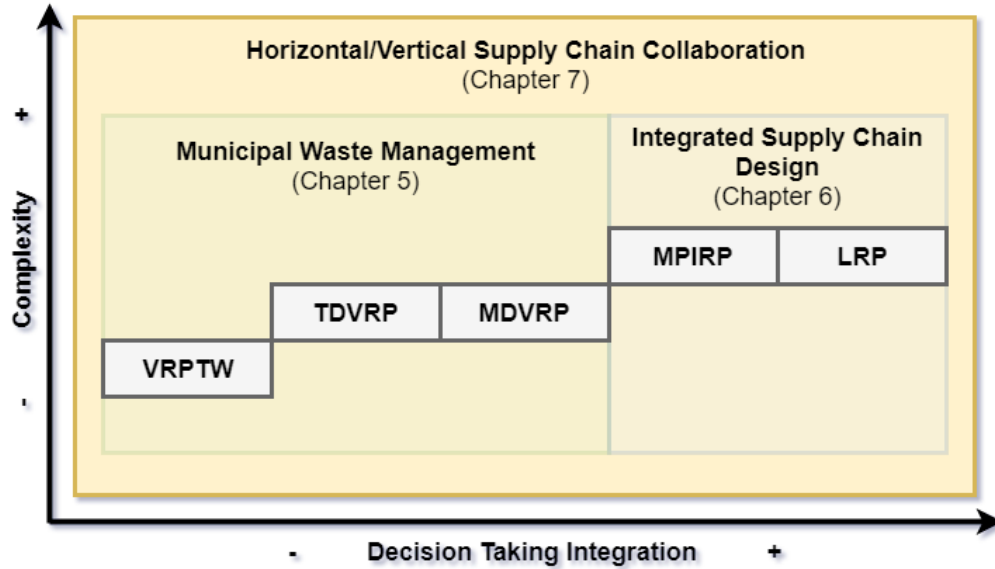 Horizontal/Vertical Supply Chain Collaboration
(Chapter 7)
Municipal Waste Management
(Chapter 5)
Integrated Supply Chain
Design
(Chapter 6)
MPIRP
LRP
TDVRP
MDVRP
VRPTW
- Complexity +
- Decision Taking Integration +